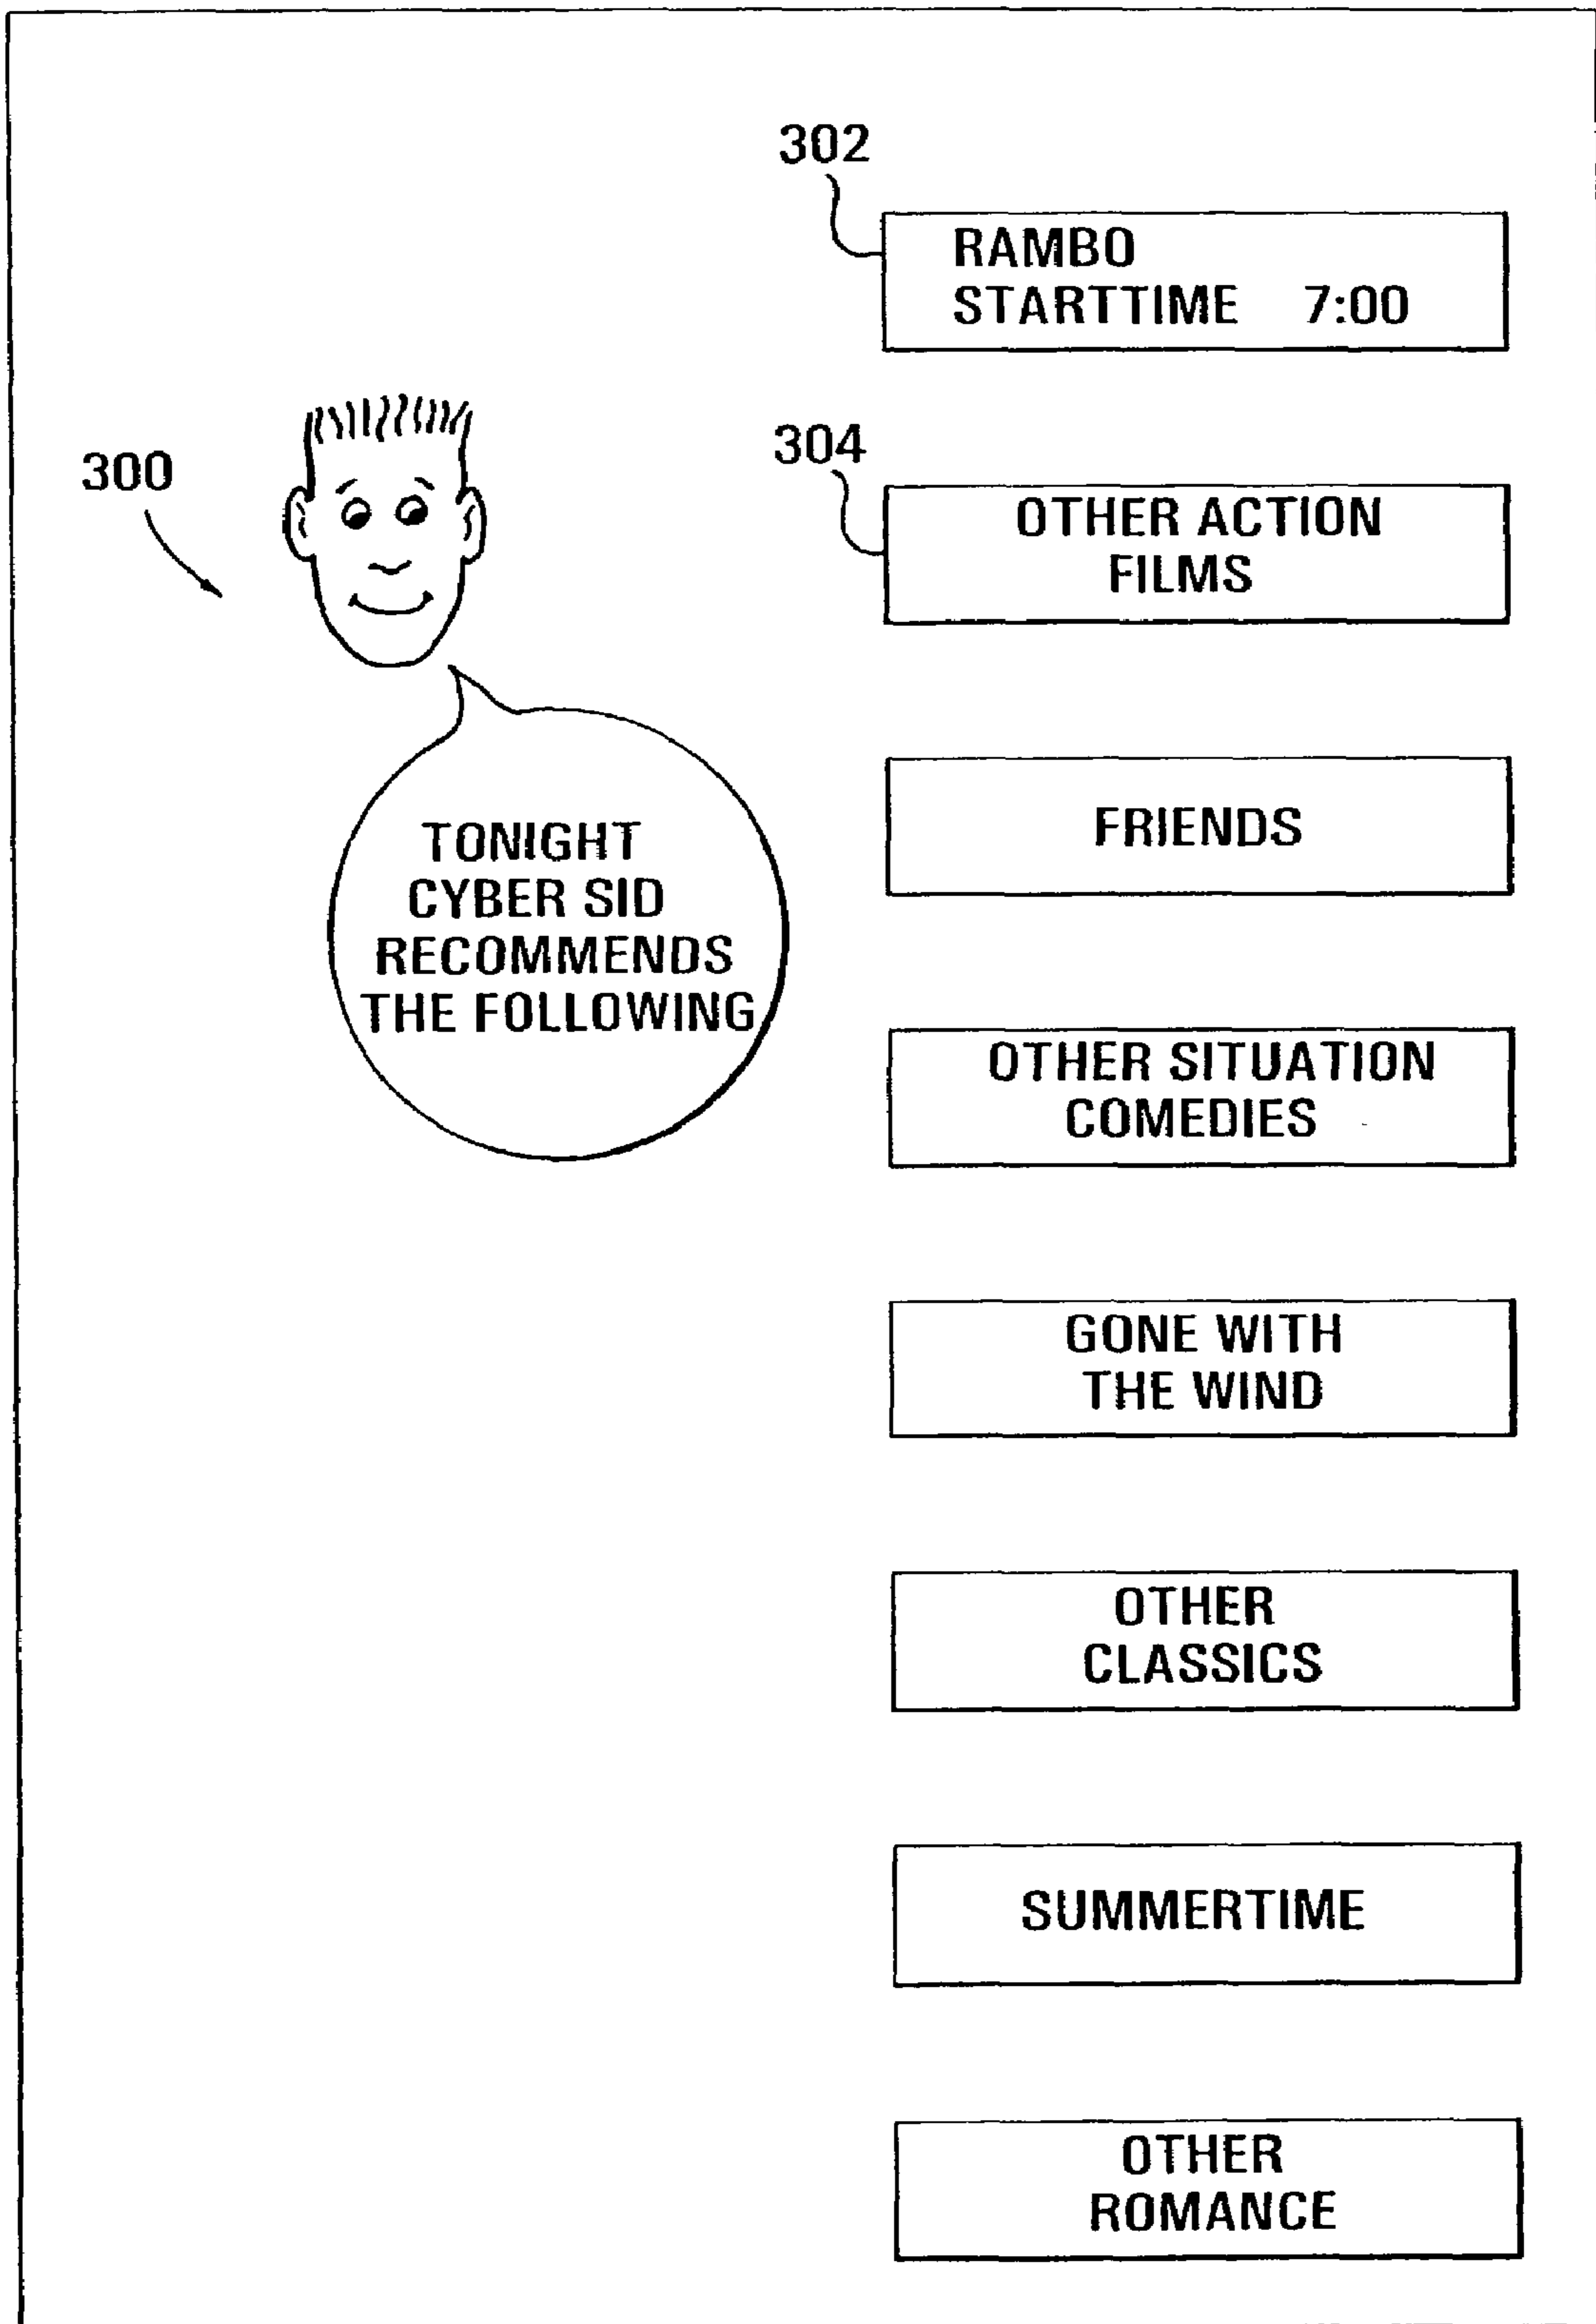 302
RAMBO
STARTTIME 7:00
300
304
OTHER ACTION
FILMS
TONIGHT
CYBER SID
RECOMMENDS
THE FOLLOWING
FRIENDS
OTHER SITUATION
COMEDIES
GONE WITH
THE WIND
OTHER
CLASSICS
SUMMERTIME
OTHER
ROMANCE